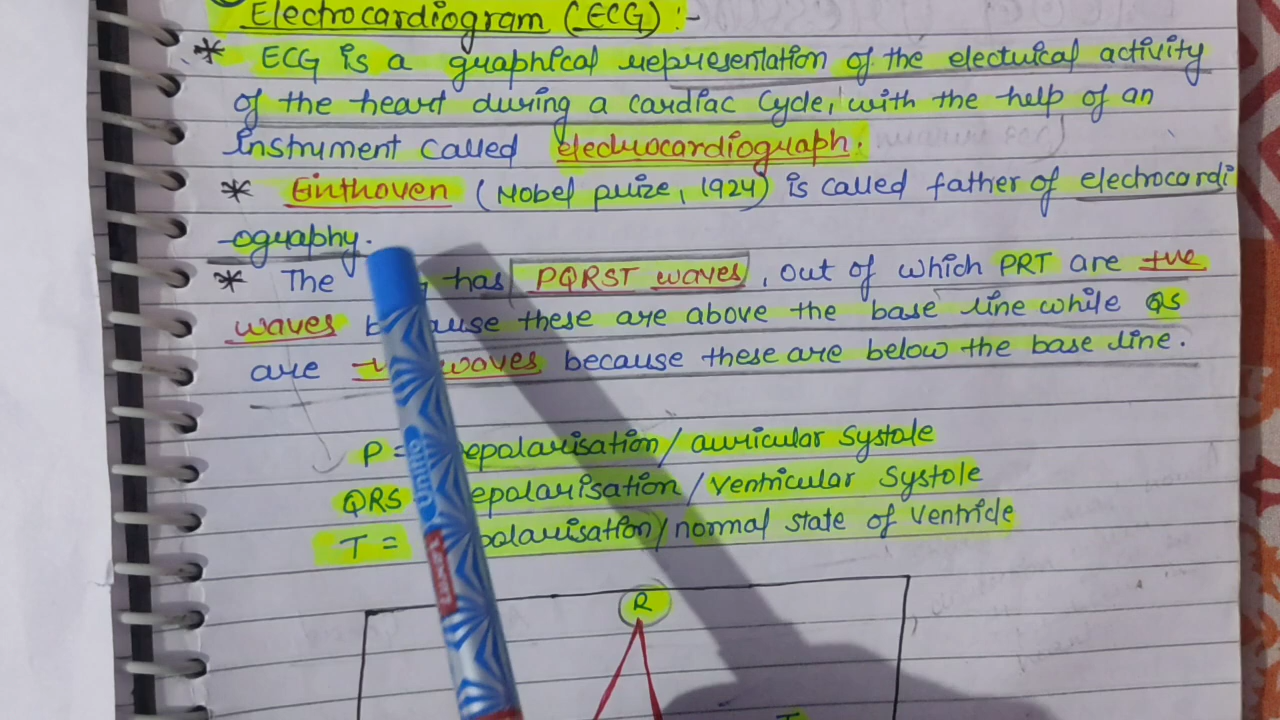 Electrocardiogram (ECG) :-
* ECG is a graphical representation of the electrical activity
of the heart during a cardiac cycle, with the help of an
instrument called electrocardiograph.
* Einthoven (Nobel prize, 1924) is called father of electrocardi
-ography.
* The has PQRST waves, out of which PRT are +ve
waves because these are above the base line while QS
are waves because these are below the base line.
P = epolarisation/ auricular systole
QRS epolarisation/ ventricular systole
T = polarisation/normal state of ventricle
R
T